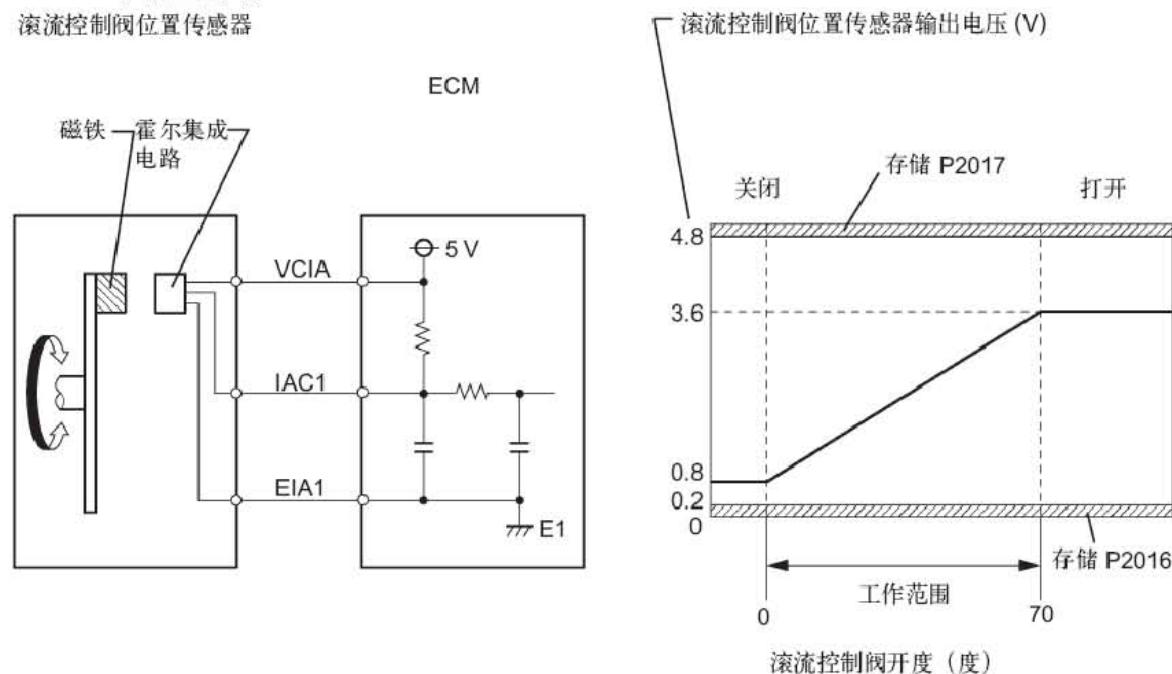 滚流控制阀位置传感器
ECM
磁铁
霍尔集成
电路
5 V
VCIA
IAC1
EIA1
E1
滚流控制阀位置传感器输出电压 (V)
存储 P2017
关闭
打开
4.8
3.6
0.8
0.2
0
存储 P2016
工作范围
0
70
滚流控制阀开度（度）